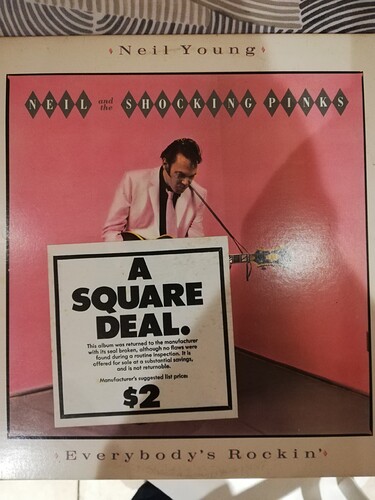 Neil Young
NEIL and the SHOCKING PINKS
A
SQUARE
DEAL.
This album was returned to the manufacturer
with its seal broken, although no flaws were
found during a routine inspection. It is
offered for sale at a substantial savings,
and is not returnable.
Manufacturer's suggested list price:
$2
Everybody's Rockin'